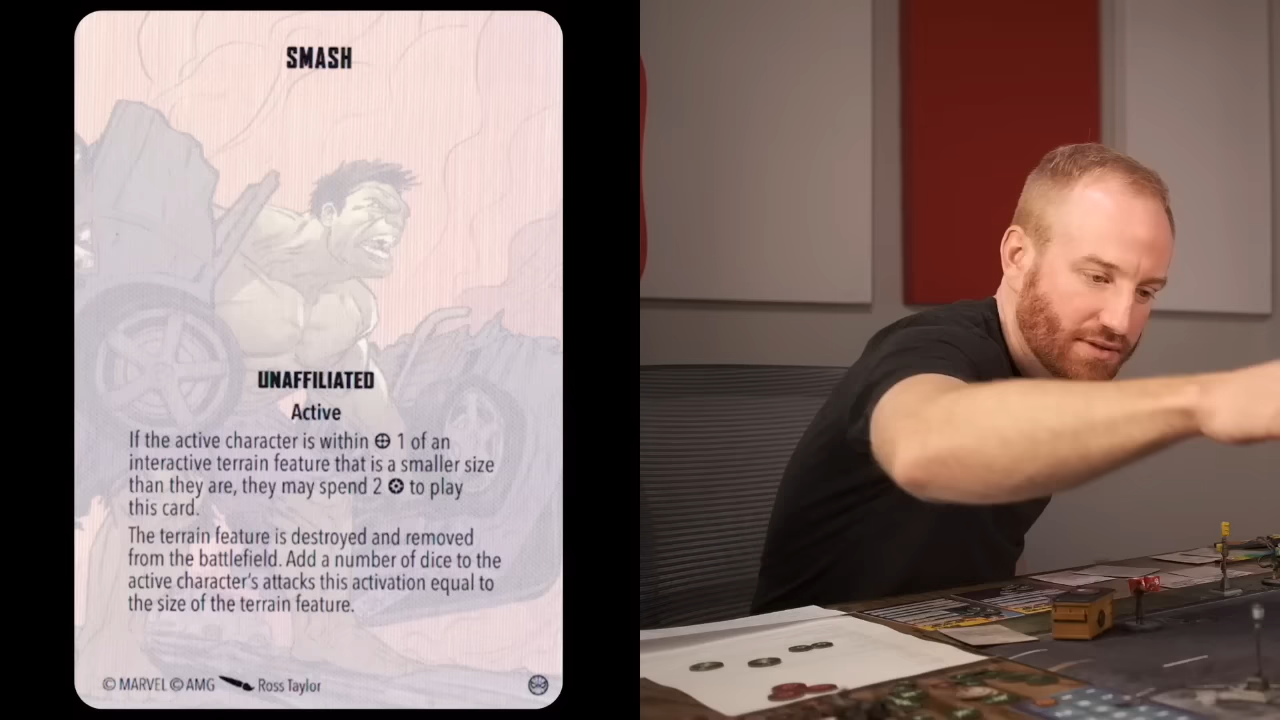 SMASH
UNAFFILIATED
Active
If the active character is within 1 of an
interactive terrain feature that is a smaller size
than they are, they may spend 2 to play
this card.
The terrain feature is destroyed and removed
from the battlefield. Add a number of dice to the
active character's attacks this activation equal to
the size of the terrain feature.
© MARVEL © AMG Ross Taylor